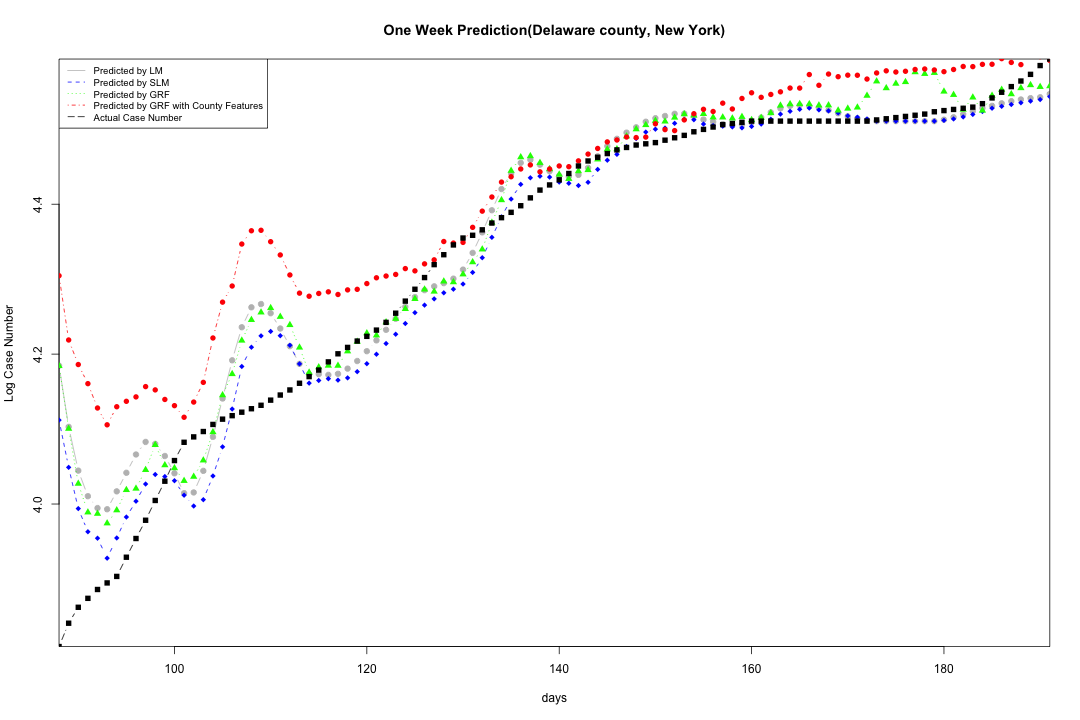 One Week Prediction(Delaware county, New York)
Predicted by LM
Predicted by SLM
Predicted by GRF
Predicted by GRF with County Features
Actual Case Number
Log Case Number
4.4
4.2
4.0
100 120 140 160 180
days